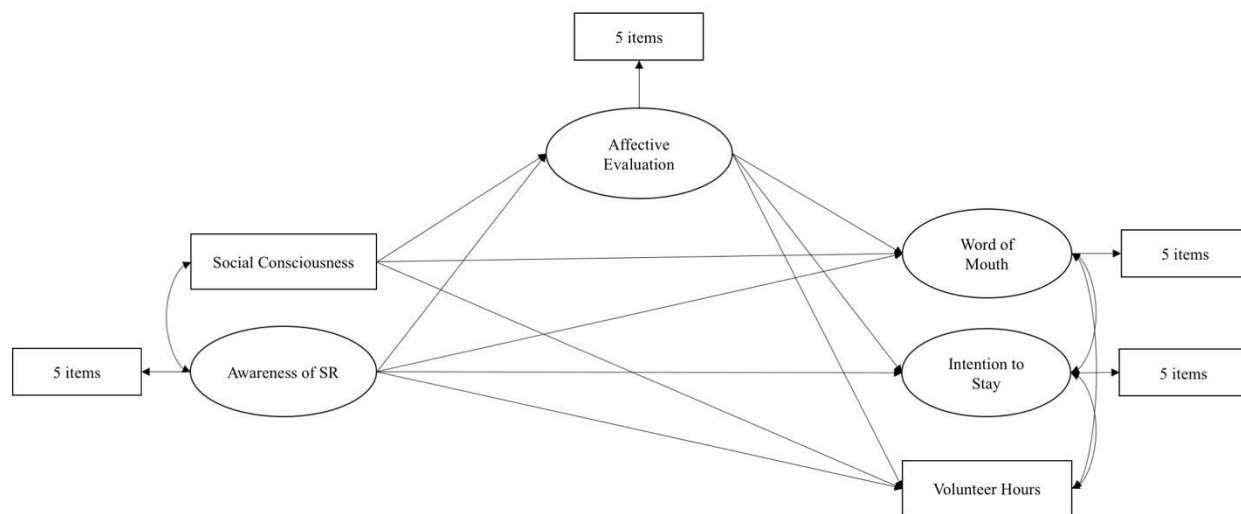 5 items
Affective
Evaluation
Social Consciousness
Word of
Mouth
5 items
5 items
Awareness of SR
Intention to
Stay
5 items
Volunteer Hours